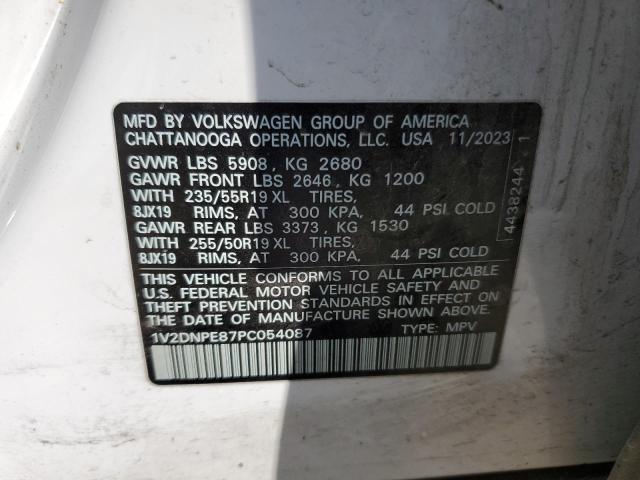 MFD BY VOLKSWAGEN GROUP OF AMERICA
CHATTANOOGA OPERATIONS, LLC. USA 11/2023
GVWR LBS 5908, KG 2680
GAWR FRONT LBS 2646, KG 1200
WITH 235/55R19 XL TIRES,
8JX19 RIMS, AT 300 KPA, 44 PSI COLD
GAWR REAR LBS 3373, KG 1530
WITH 255/50R19 XL TIRES,
8JX19 RIMS, AT 300 KPA, 44 PSI COLD
THIS VEHICLE CONFORMS TO ALL APPLICABLE
U.S. FEDERAL MOTOR VEHICLE SAFETY AND
THEFT PREVENTION STANDARDS IN EFFECT ON
THE DATE OF MANUFACTURE SHOWN ABOVE.
1V2DNPE87PC054087 TYPE: MPV
4438244 1